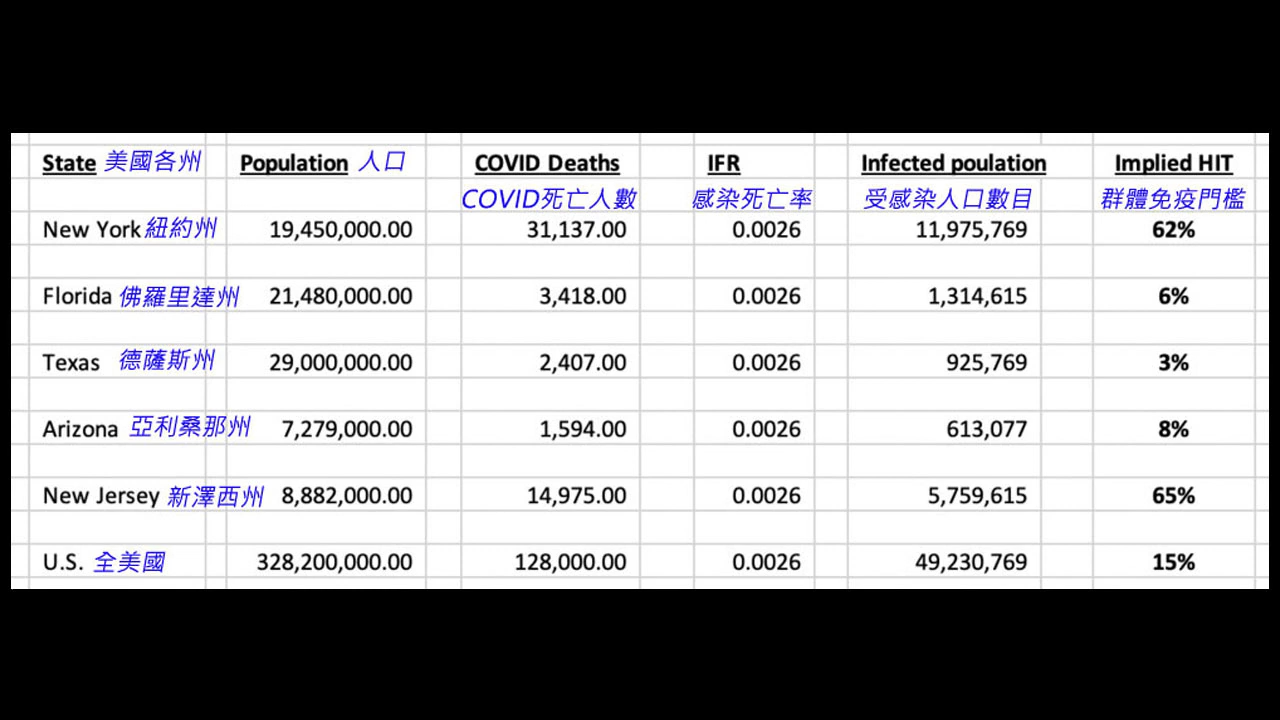 State 美國各州 Population 人口 COVID Deaths IFR Infected poulation Implied HIT
COVID死亡人數 感染死亡率 受感染人口數目 群體免疫門檻
New York 紐約州 19,450,000.00 31,137.00 0.0026 11,975,769 62%
Florida 佛羅里達州 21,480,000.00 3,418.00 0.0026 1,314,615 6%
Texas 德薩斯州 29,000,000.00 2,407.00 0.0026 925,769 3%
Arizona 亞利桑那州 7,279,000.00 1,594.00 0.0026 613,077 8%
New Jersey 新澤西州 8,882,000.00 14,975.00 0.0026 5,759,615 65%
U.S. 全美國 328,200,000.00 128,000.00 0.0026 49,230,769 15%